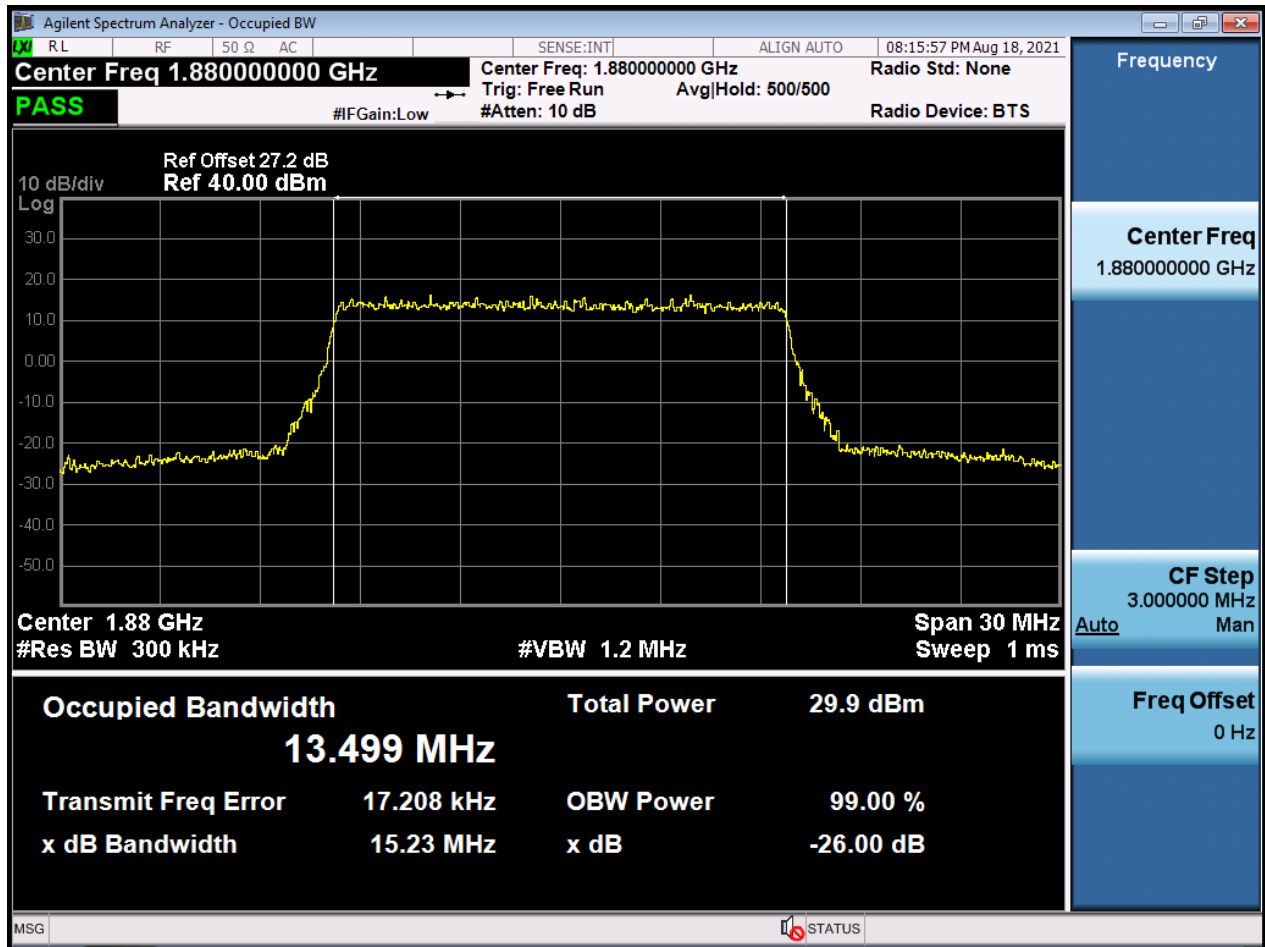 Agilent Spectrum Analyzer - Occupied BW
LXI RL RF 50 Ω AC SENSE:INT ALIGN AUTO 08:15:57 PM Aug 18, 2021
Center Freq 1.880000000 GHz
Center Freq: 1.880000000 GHz
Radio Std: None
Trig: Free Run Avg|Hold: 500/500
PASS
#IFGain:Low
#Atten: 10 dB
Radio Device: BTS
Ref Offset 27.2 dB
10 dB/div Ref 40.00 dBm
Log
30.0
20.0
10.0
0.00
-10.0
-20.0
-30.0
-40.0
-50.0
Center 1.88 GHz Span 30 MHz
#Res BW 300 kHz #VBW 1.2 MHz Sweep 1 ms
Occupied Bandwidth Total Power 29.9 dBm
13.499 MHz
Transmit Freq Error 17.208 kHz OBW Power 99.00 %
x dB Bandwidth 15.23 MHz x dB -26.00 dB
MSG STATUS
Frequency
Center Freq
1.880000000 GHz
CF Step
3.000000 MHz
Auto Man
Freq Offset
0 Hz